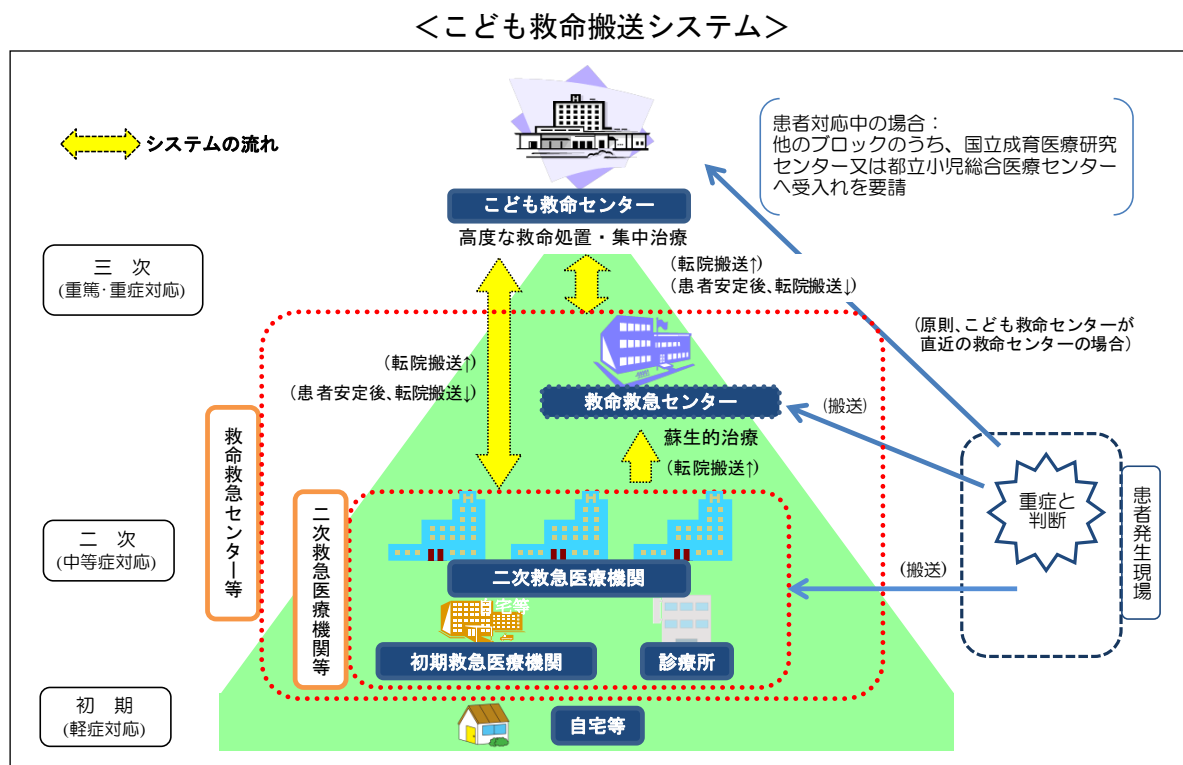 ＜こども救命搬送システム＞
システムの流れ
患者対応中の場合：
他のブロックのうち、国立成育医療研究
センター又は都立小児総合医療センター
へ受入れを要請
こども救命センター
高度な救命処置・集中治療
三　次
(重篤・重症対応)
(転院搬送↑)
(患者安定後、転院搬送↓)
(原則、こども救命センターが
直近の救命センターの場合)
(転院搬送↑)
(患者安定後、転院搬送↓)
救命救急センター
(搬送)
蘇生的治療
(転院搬送↑)
救命救急センター等
二次救急医療機関等
重症と
判断
患者発生現場
二　次
(中等症対応)
二次救急医療機関
(搬送)
自宅等
初期救急医療機関
診療所
初　期
(軽症対応)
自宅等